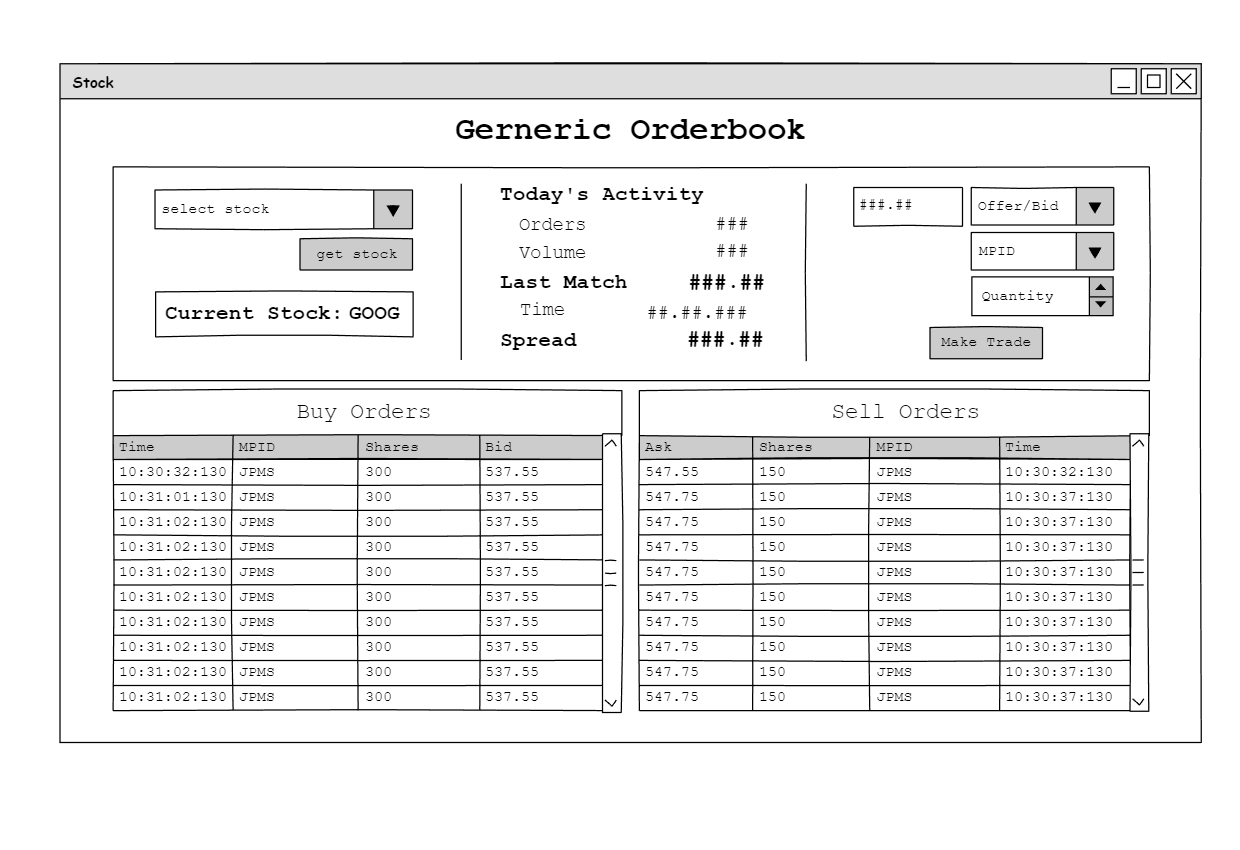 Stock
Gerneric Orderbook
select stock
get stock
Current Stock: GOOG
Today's Activity
Orders ###
Volume ###
Last Match ###.##
Time ##.##.###
Spread ###.##
###.## Offer/Bid
MPID
Quantity
Make Trade
Buy Orders
Time MPID Shares Bid
10:30:32:130 JPMS 300 537.55
10:31:01:130 JPMS 300 537.55
10:31:02:130 JPMS 300 537.55
10:31:02:130 JPMS 300 537.55
10:31:02:130 JPMS 300 537.55
10:31:02:130 JPMS 300 537.55
10:31:02:130 JPMS 300 537.55
10:31:02:130 JPMS 300 537.55
10:31:02:130 JPMS 300 537.55
10:31:02:130 JPMS 300 537.55
Sell Orders
Ask Shares MPID Time
547.55 150 JPMS 10:30:32:130
547.75 150 JPMS 10:30:37:130
547.75 150 JPMS 10:30:37:130
547.75 150 JPMS 10:30:37:130
547.75 150 JPMS 10:30:37:130
547.75 150 JPMS 10:30:37:130
547.75 150 JPMS 10:30:37:130
547.75 150 JPMS 10:30:37:130
547.75 150 JPMS 10:30:37:130
547.75 150 JPMS 10:30:37:130